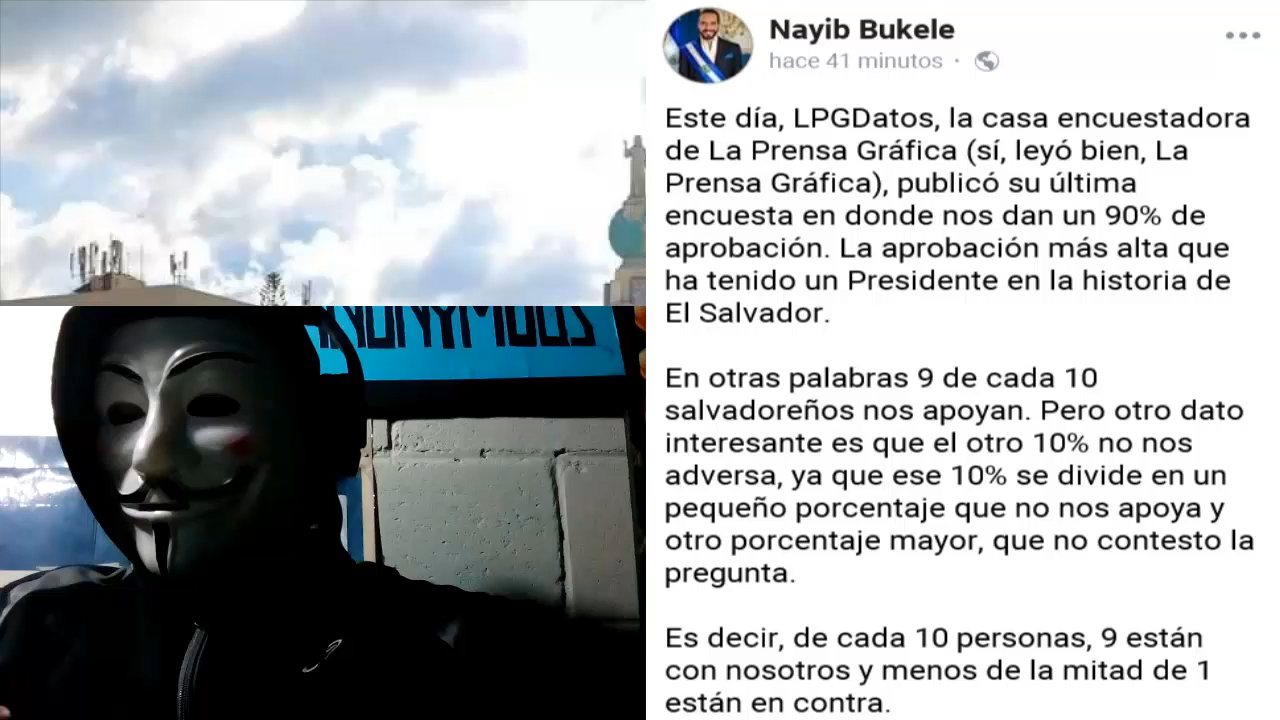 ANONYMOUS
Nayib Bukele
hace 41 minutos ·
Este día, LPGDatos, la casa encuestadora
de La Prensa Gráfica (sí, leyó bien, La
Prensa Gráfica), publicó su última
encuesta en donde nos dan un 90% de
aprobación. La aprobación más alta que
ha tenido un Presidente en la historia de
El Salvador.
En otras palabras 9 de cada 10
salvadoreños nos apoyan. Pero otro dato
interesante es que el otro 10% no nos
adversa, ya que ese 10% se divide en un
pequeño porcentaje que no nos apoya y
otro porcentaje mayor, que no contesto la
pregunta.
Es decir, de cada 10 personas, 9 están
con nosotros y menos de la mitad de 1
están en contra.